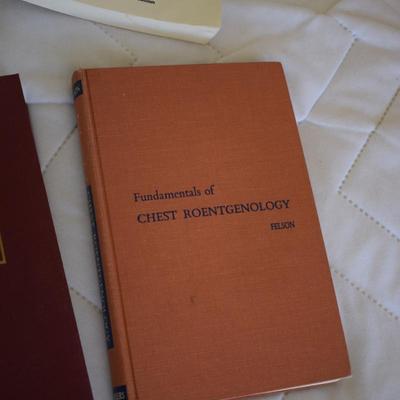 Fundamentals of
CHEST ROENTGENOLOGY
FELSON